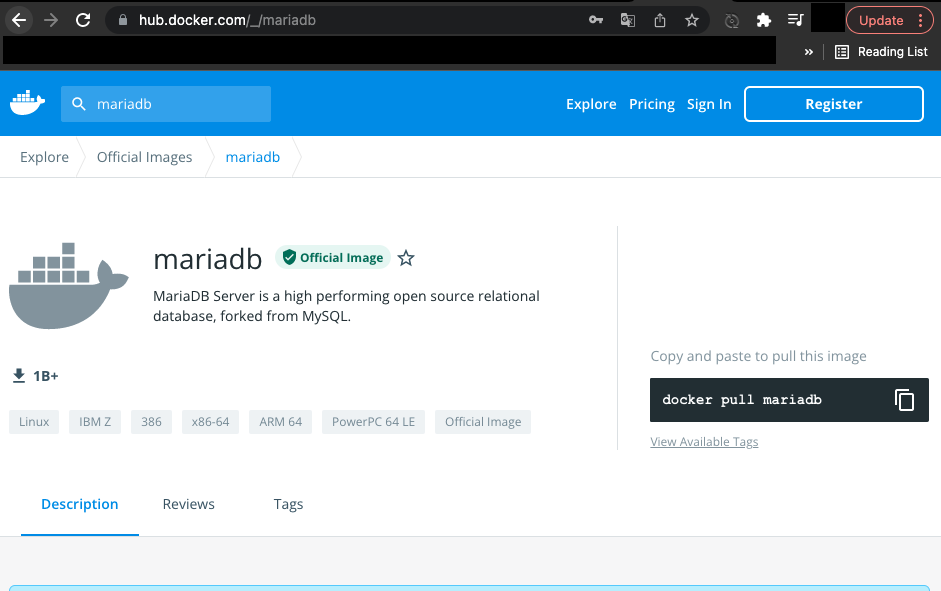 hub.docker.com/_/mariadb
Update
»
Reading List
mariadb
Explore Pricing Sign In Register
Explore Official Images mariadb
mariadb Official Image
MariaDB Server is a high performing open source relational
database, forked from MySQL.
Copy and paste to pull this image
1B+
docker pull mariadb
Linux IBM Z 386 x86-64 ARM 64 PowerPC 64 LE Official Image
View Available Tags
Description Reviews Tags